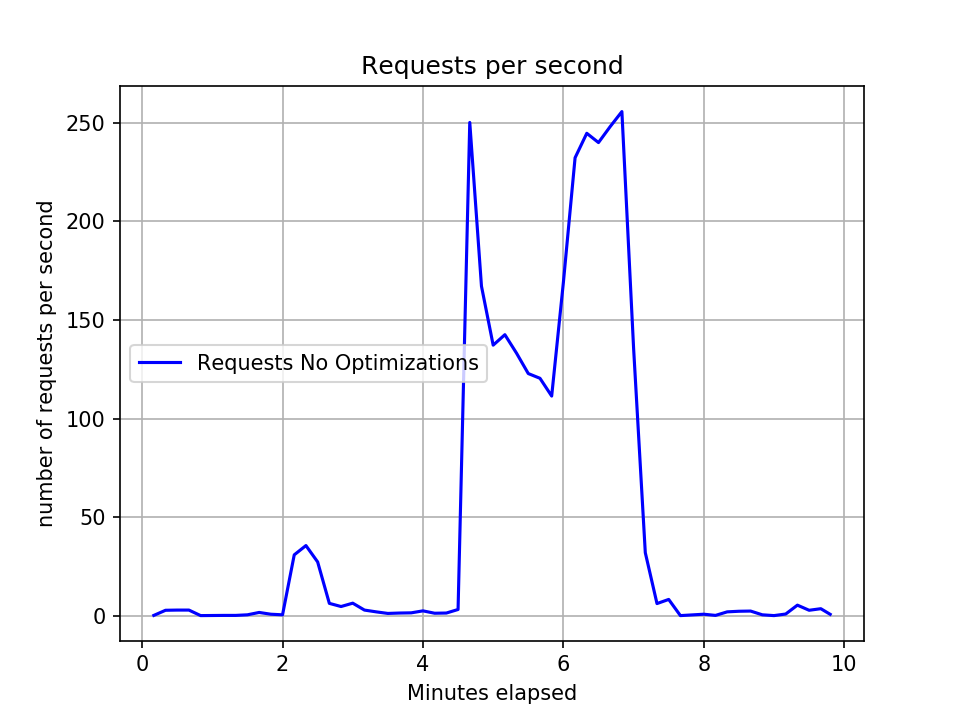 Requests per second
number of requests per second
250
200
150
100
50
0
Requests No Optimizations
0 2 4 6 8 10
Minutes elapsed